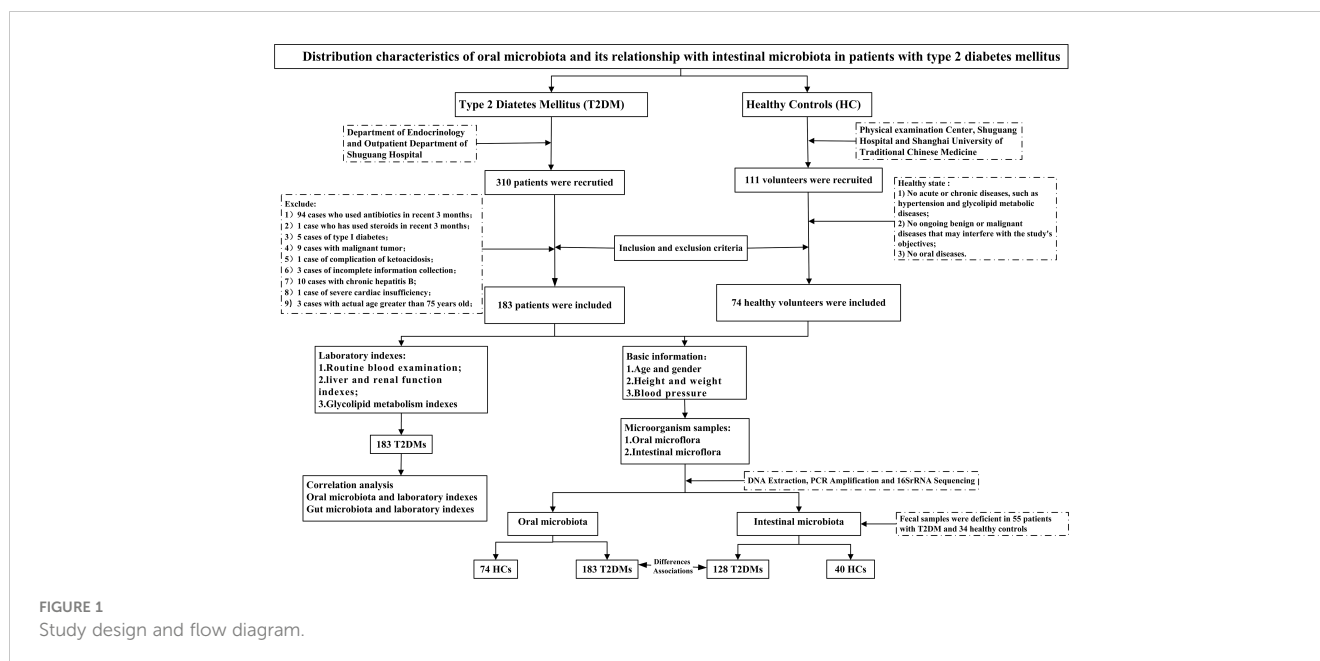 Distribution characteristics of oral microbiota and its relationship with intestinal microbiota in patients with type 2 diabetes mellitus
Type 2 Diatetes Mellitus (T2DM)
Healthy Controls (HC)
Department of Endocrinology
and Outpatient Department of
Shuguang Hospital
Physical examination Center, Shuguang
Hospital and Shanghai University of
Traditional Chinese Medicine
310 patients were recrutied
111 volunteers were recruited
Exclude:
1）94 cases who used antibiotics in recent 3 months;
2）1 case who has used steroids in recent 3 months;
3）5 cases of type I diabetes;
4）9 cases with malignant tumor;
5）1 case of complication of ketoacidosis;
6）3 cases of incomplete information collection;
7）10 cases with chronic hepatitis B;
8）1 case of severe cardiac insufficiency;
9）3 cases with actual age greater than 75 years old;
Healthy state :
1) No acute or chronic diseases, such as
hypertension and glycolipid metabolic
diseases;
2) No ongoing benign or malignant
diseases that may interfere with the study's
objectives;
3) No oral diseases.
Inclusion and exclusion criteria
183 patients were included
74 healthy volunteers were included
Laboratory indexes:
1.Routine blood examination;
2.liver and renal function
indexes;
3.Glycolipid metabolism indexes
Basic information:
1.Age and gender
2.Height and weight
3.Blood pressure
183 T2DMs
Microorganism samples:
1.Oral microflora
2.Intestinal microflora
Correlation analysis
Oral microbiota and laboratory indexes
Gut microbiota and laboratory indexes
DNA Extraction, PCR Amplification and 16SrRNA Sequencing
Oral microbiota
Intestinal microbiota
Fecal samples were deficient in 55 patients
with T2DM and 34 healthy controls
74 HCs
183 T2DMs
Differences
Associations
128 T2DMs
40 HCs
FIGURE 1
Study design and flow diagram.